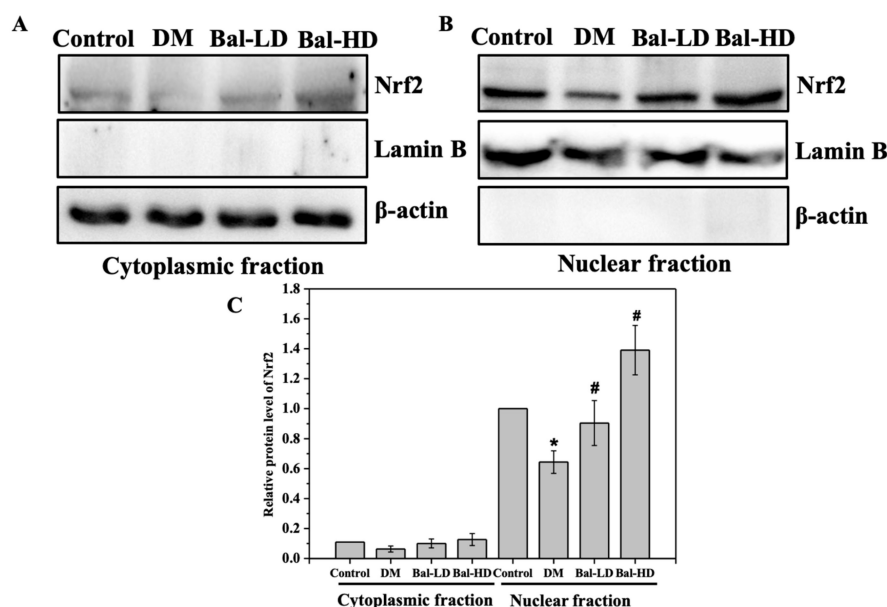 A
Control DM Bal-LD Bal-HD
Nrf2
Lamin B
β-actin
Cytoplasmic fraction
B
Control DM Bal-LD Bal-HD
Nrf2
Lamin B
β-actin
Nuclear fraction
C
Relative protein level of Nrf2
1.8
1.6
1.4
1.2
1.0
0.8
0.6
0.4
0.2
0.0
*
#
#
Control DM Bal-LD Bal-HD Control DM Bal-LD Bal-HD
Cytoplasmic fraction Nuclear fraction